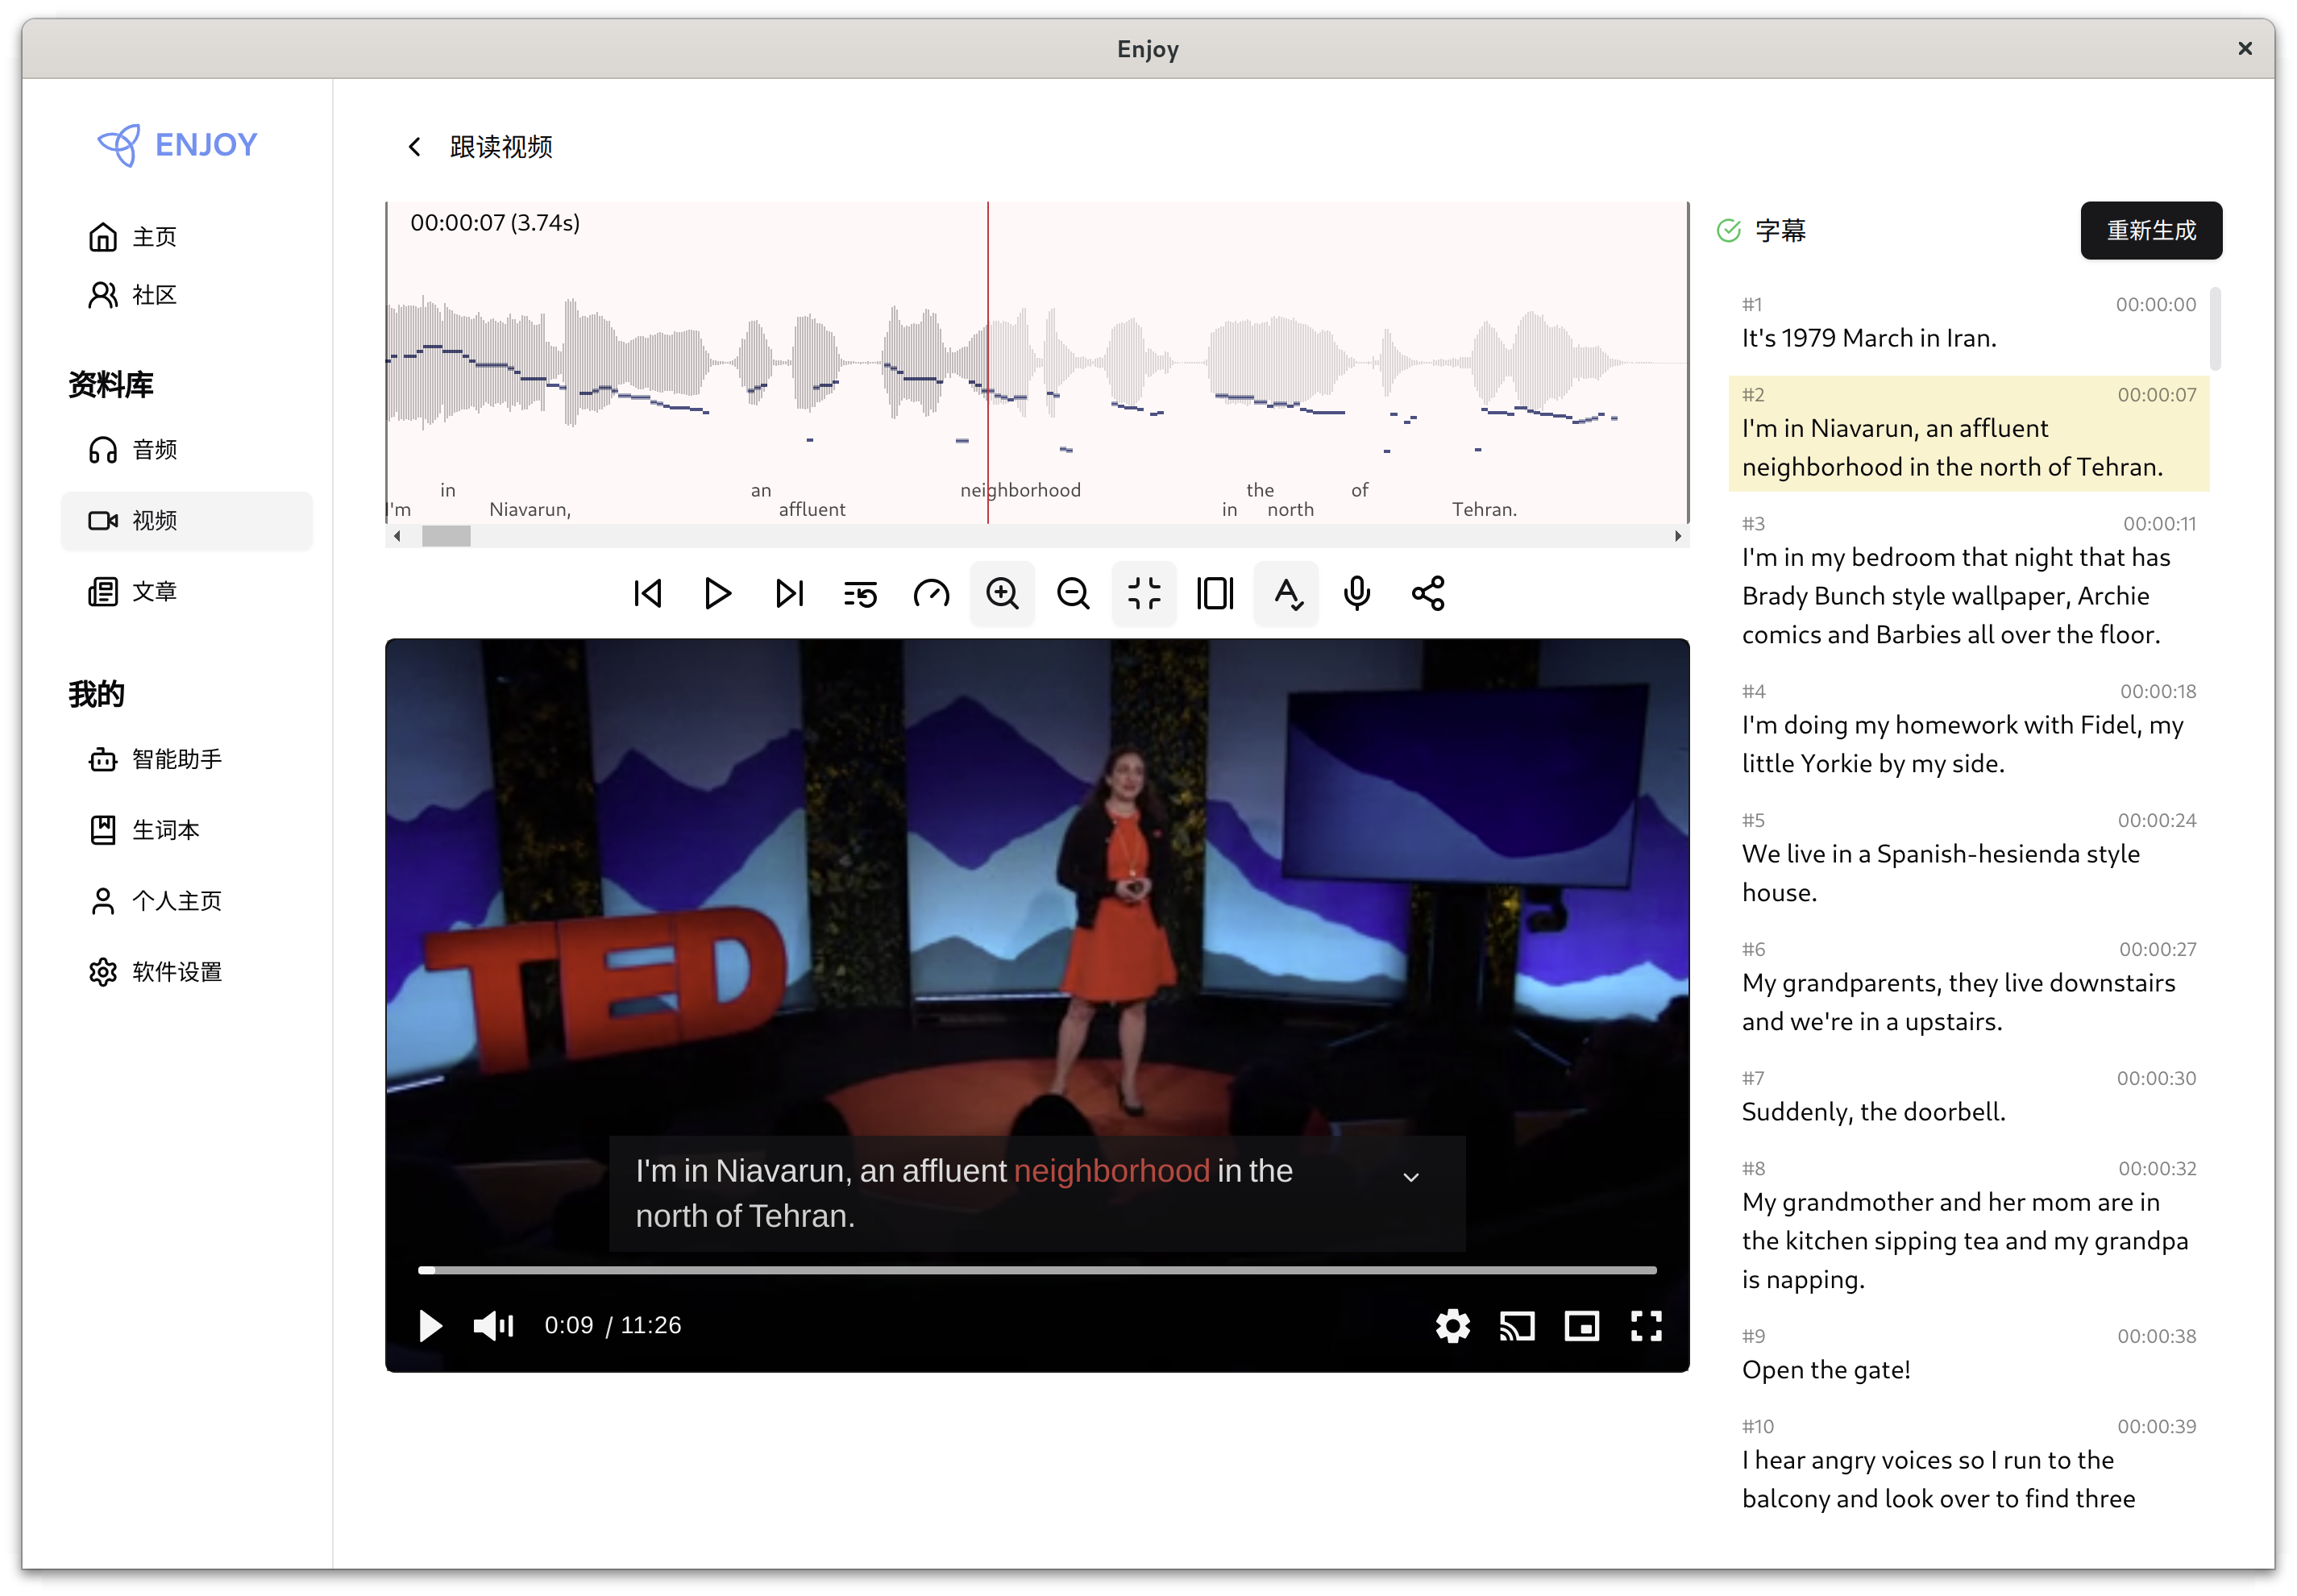 Enjoy
ENJOY
主页
社区
资料库
音频
视频
文章
我的
智能助手
生词本
个人主页
软件设置
跟读视频
00:00:07 (3.74s)
in an neighborhood the of
I'm Niavarun, affluent in north Tehran.
TED
I'm in Niavarun, an affluent neighborhood in the
north of Tehran.
0:09 / 11:26
字幕
重新生成
#1 00:00:00
It's 1979 March in Iran.
#2 00:00:07
I'm in Niavarun, an affluent
neighborhood in the north of Tehran.
#3 00:00:11
I'm in my bedroom that night that has
Brady Bunch style wallpaper, Archie
comics and Barbies all over the floor.
#4 00:00:18
I'm doing my homework with Fidel, my
little Yorkie by my side.
#5 00:00:24
We live in a Spanish-hesienda style
house.
#6 00:00:27
My grandparents, they live downstairs
and we're in a upstairs.
#7 00:00:30
Suddenly, the doorbell.
#8 00:00:32
My grandmother and her mom are in
the kitchen sipping tea and my grandpa
is napping.
#9 00:00:38
Open the gate!
#10 00:00:39
I hear angry voices so I run to the
balcony and look over to find three